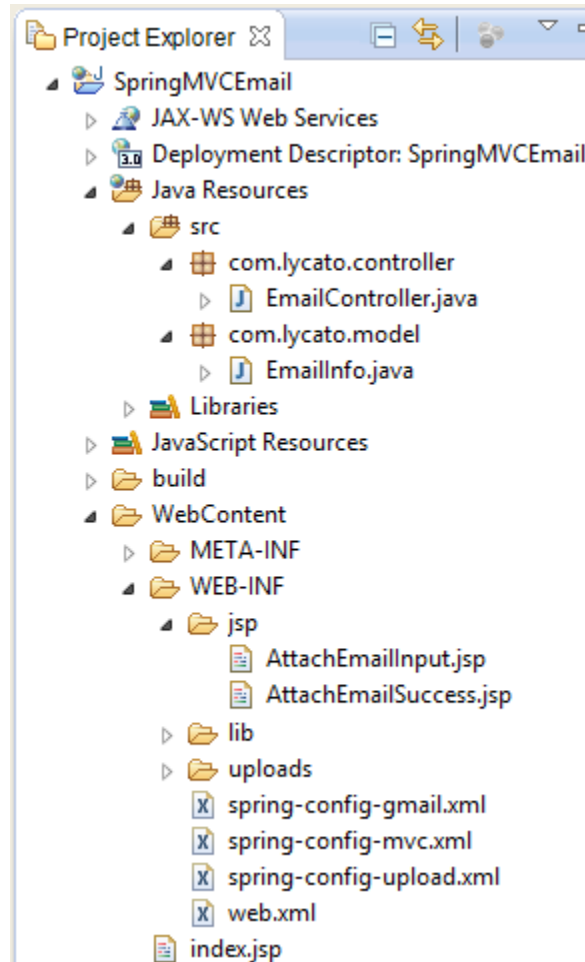 Project Explorer
SpringMVCEmail
JAX-WS Web Services
3.0 Deployment Descriptor: SpringMVCEmail
Java Resources
src
com.lycato.controller
J EmailController.java
com.lycato.model
J EmailInfo.java
Libraries
JavaScript Resources
build
WebContent
META-INF
WEB-INF
jsp
AttachEmailInput.jsp
AttachEmailSuccess.jsp
lib
uploads
X spring-config-gmail.xml
X spring-config-mvc.xml
X spring-config-upload.xml
X web.xml
index.jsp